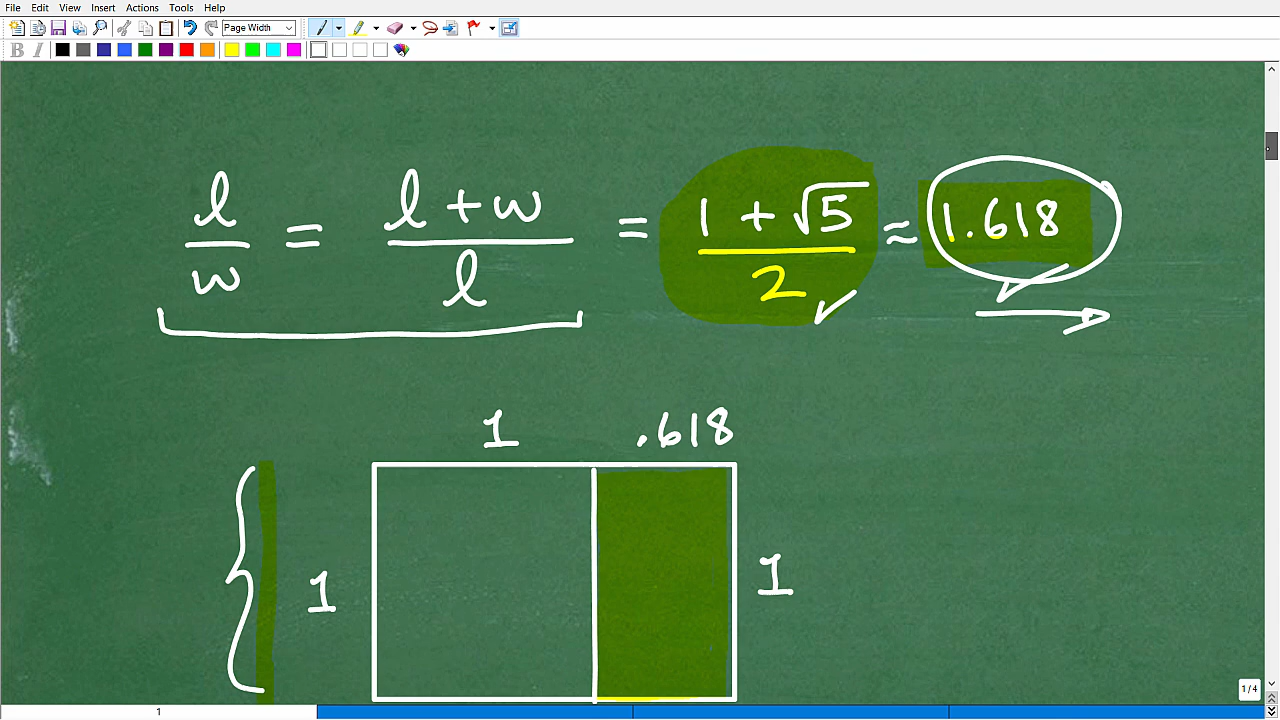 File Edit View Insert Actions Tools Help
Page Width
B I
l/w = l + w/l = 1 + √5/2 ≈ 1.618
1 .618
1 1
1/4
1